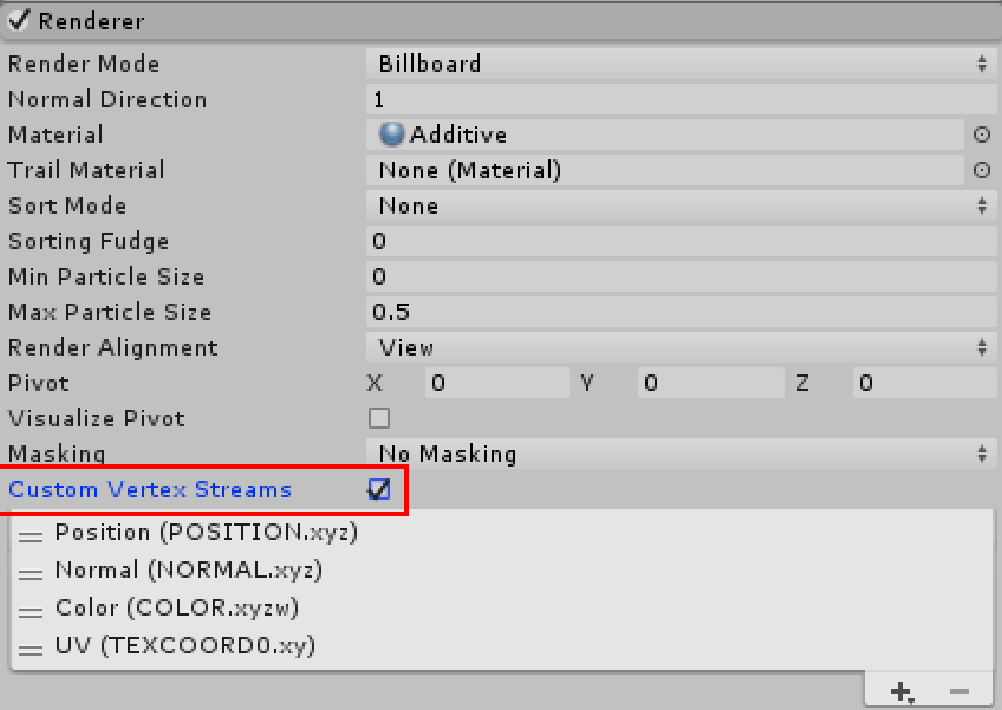 Renderer
Render Mode Billboard
Normal Direction 1
Material Additive
Trail Material None (Material)
Sort Mode None
Sorting Fudge 0
Min Particle Size 0
Max Particle Size 0.5
Render Alignment View
Pivot X 0 Y 0 Z 0
Visualize Pivot
Masking No Masking
Custom Vertex Streams
Position (POSITION.xyz)
Normal (NORMAL.xyz)
Color (COLOR.xyzw)
UV (TEXCOORD0.xy)